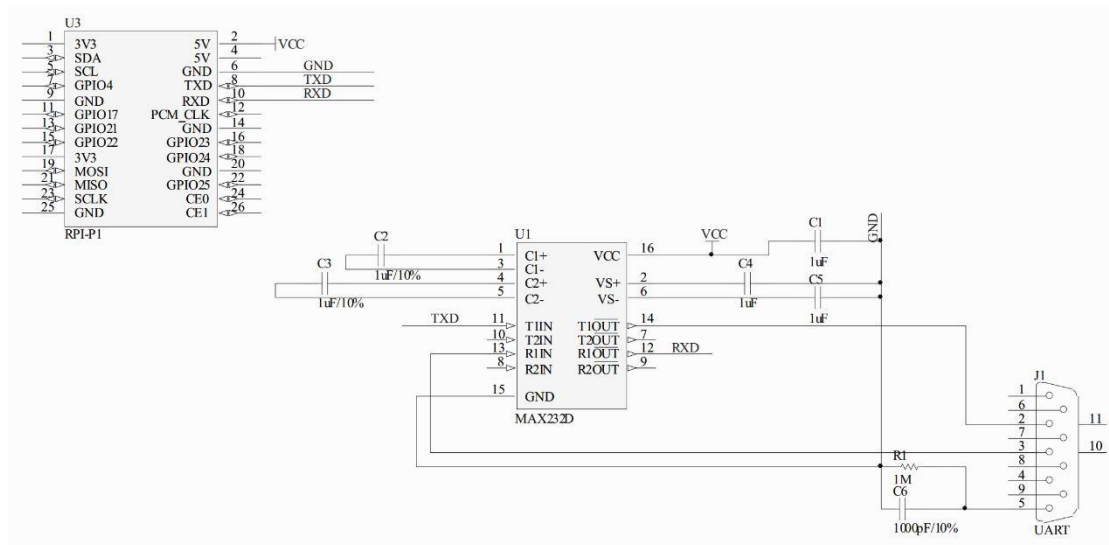 U3
1 3V3 5V 2 VCC
3 SDA 5V 4
5 SCL GND 6 GND
7 GPIO4 TXD 8 TXD
9 GND RXD 10 RXD
11 GPIO17 PCM_CLK 12
13 GPIO21 GND 14
15 GPIO22 GPIO23 16
17 3V3 GPIO24 18
19 MOSI GND 20
21 MISO GPIO25 22
23 SCLK CE0 24
25 GND CE1 26
RPI-P1
U1
C2
1uF/10%
C3
1uF/10%
VCC
C1
1uF
GND
C4
1uF
C5
1uF
1 C1+ VCC 16
3 C1-
4 C2+ VS+ 2
5 C2- VS- 6
TXD 11 T1IN T1OUT 14
10 T2IN T2OUT 7
13 R1IN R1OUT 12 RXD
8 R2IN R2OUT 9
15 GND
MAX232D
J1
1
6
2 11
7
3 10
8
4
9
5
UART
R1
1M
C6
1000pF/10%